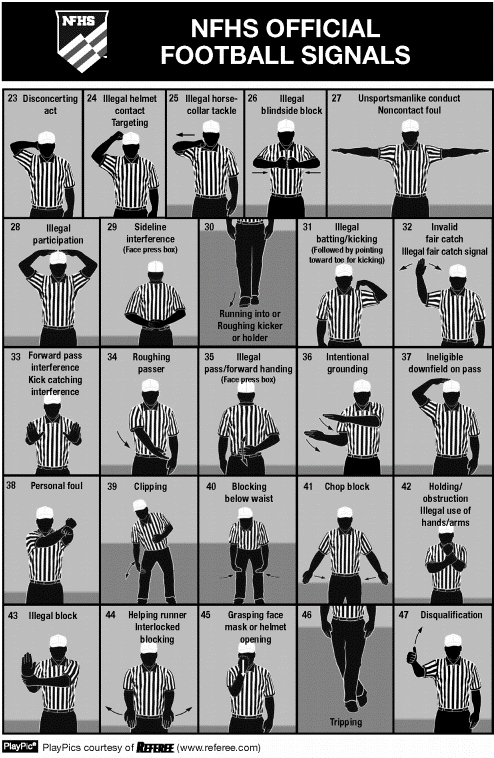 NFHS
NFHS OFFICIAL
FOOTBALL SIGNALS
23 Disconcerting
act
24 Illegal helmet
contact
Targeting
25 Illegal horse-
collar tackle
26 Illegal
blindside block
27 Unsportsmanlike conduct
Noncontact foul
28 Illegal
participation
29 Sideline
interference
(Face press box)
30
Running into or
Roughing kicker
or holder
31 Illegal
batting/kicking
(Followed by pointing
toward toe for kicking)
32 Invalid
fair catch
Illegal fair catch signal
33 Forward pass
interference
Kick catching
interference
34 Roughing
passer
35 Illegal
pass/forward handing
(Face press box)
36 Intentional
grounding
37 Ineligible
downfield on pass
38 Personal foul
39 Clipping
40 Blocking
below waist
41 Chop block
42 Holding/
obstruction
Illegal use of
hands/arms
43 Illegal block
44 Helping runner
Interlocked
blocking
45 Grasping face
mask or helmet
opening
46
Tripping
47 Disqualification
PlayPic® PlayPics courtesy of REFEREE (www.referee.com)